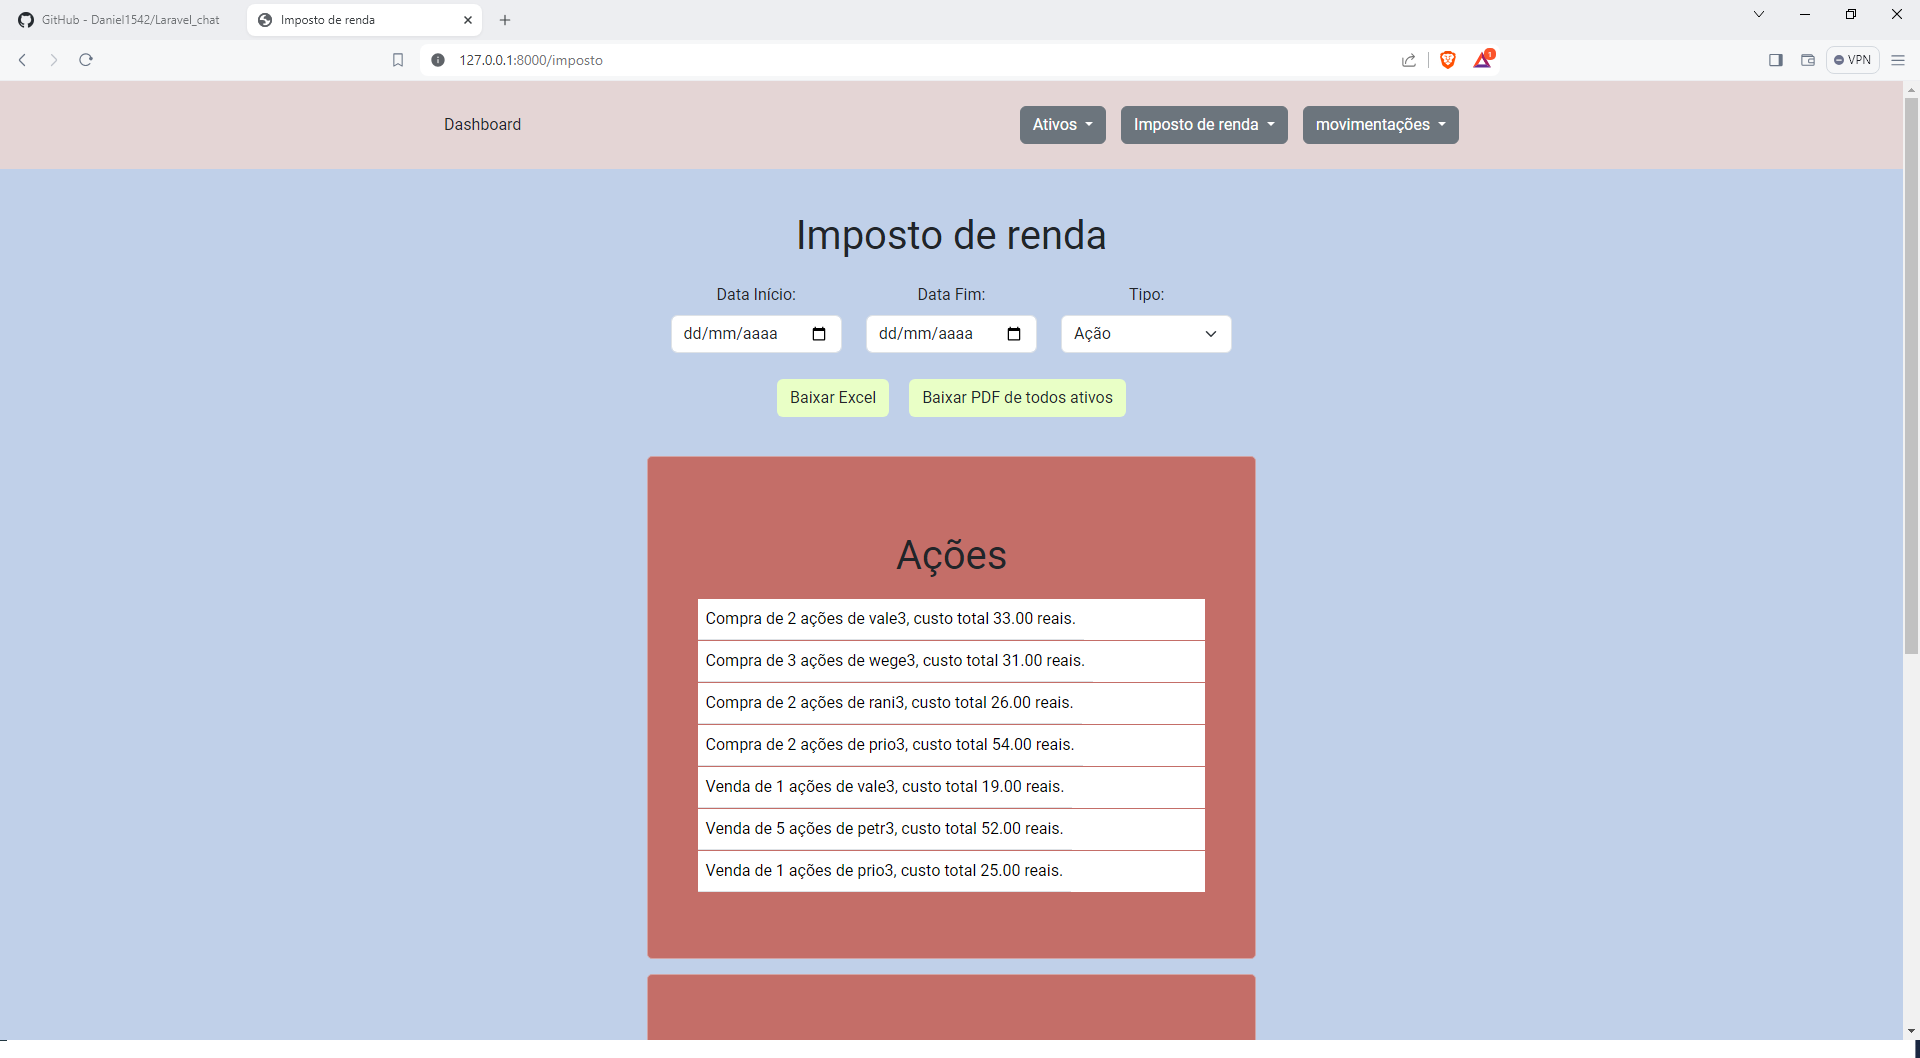 GitHub - Daniel1542/Laravel_chat
Imposto de renda
127.0.0.1:8000/imposto
1
VPN
Dashboard
Ativos
Imposto de renda
movimentações
Imposto de renda
Data Início:
Data Fim:
Tipo:
dd/mm/aaaa
dd/mm/aaaa
Ação
Baixar Excel
Baixar PDF de todos ativos
Ações
Compra de 2 ações de vale3, custo total 33.00 reais.
Compra de 3 ações de wege3, custo total 31.00 reais.
Compra de 2 ações de rani3, custo total 26.00 reais.
Compra de 2 ações de prio3, custo total 54.00 reais.
Venda de 1 ações de vale3, custo total 19.00 reais.
Venda de 5 ações de petr3, custo total 52.00 reais.
Venda de 1 ações de prio3, custo total 25.00 reais.